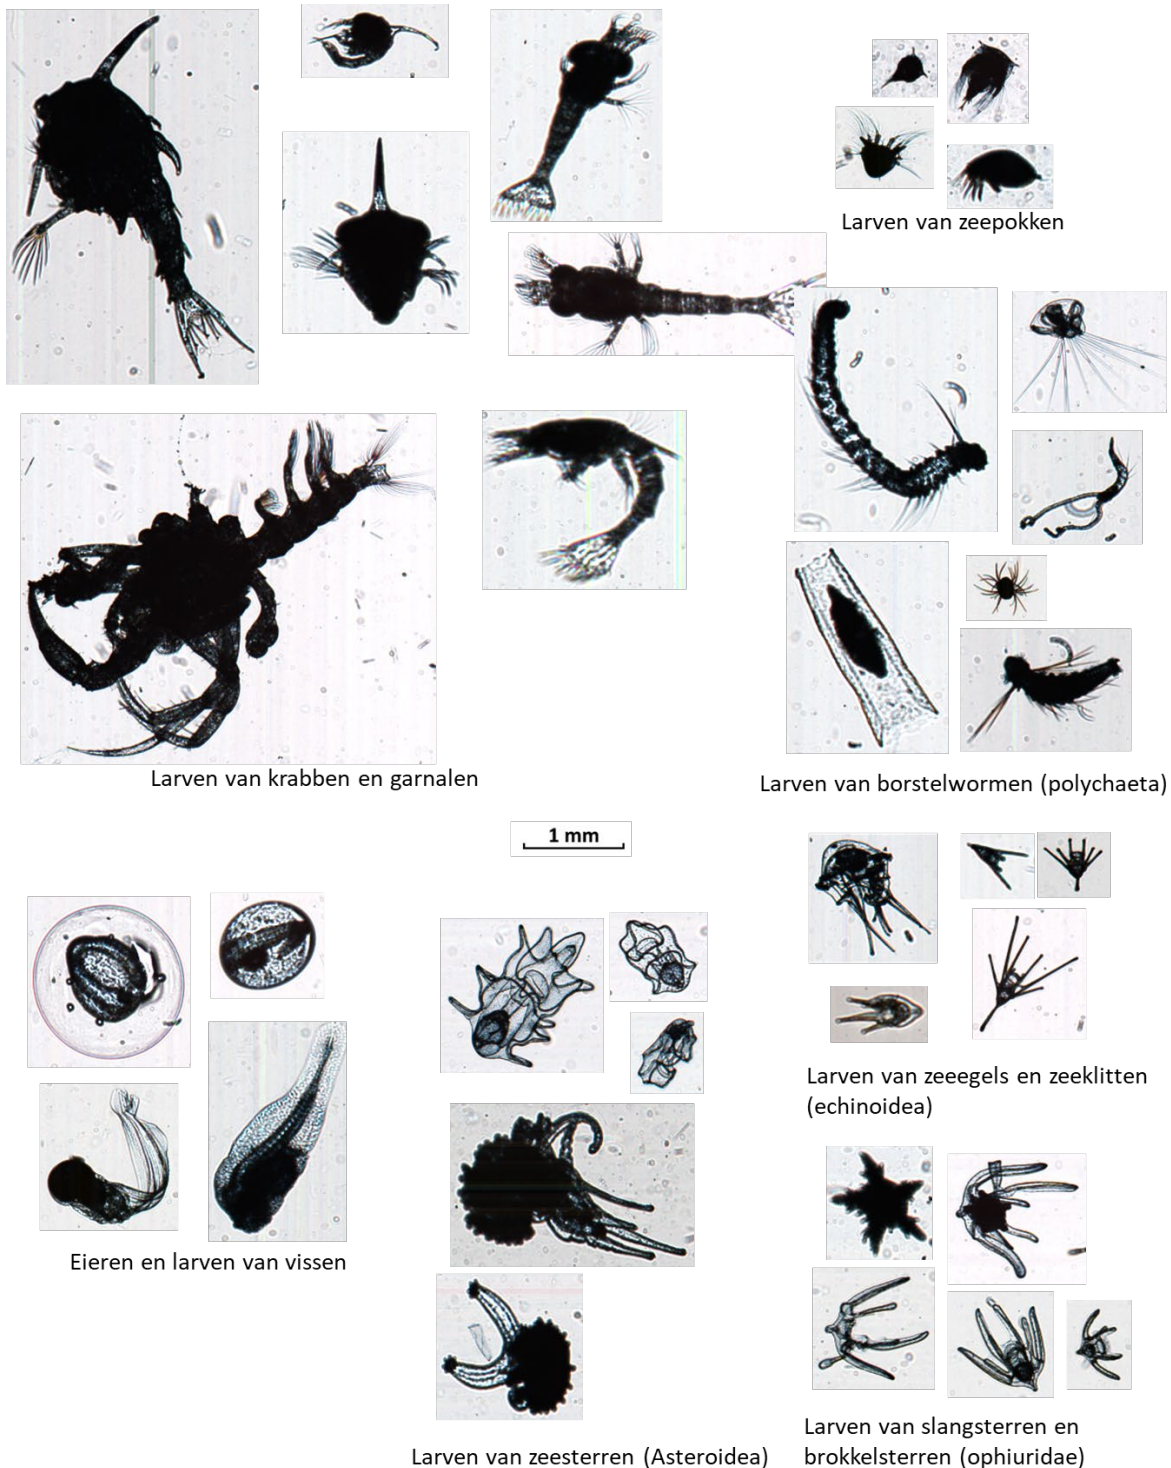 Larven van zeepokken
Larven van krabben en garnalen
Larven van borstelwormen (polychaeta)
1 mm
Larven van zeeegels en zeeklitten
(echinoidea)
Eieren en larven van vissen
Larven van zeesterren (Asteroidea)
Larven van slangsterren en
brokkelsterren (ophiuridae)